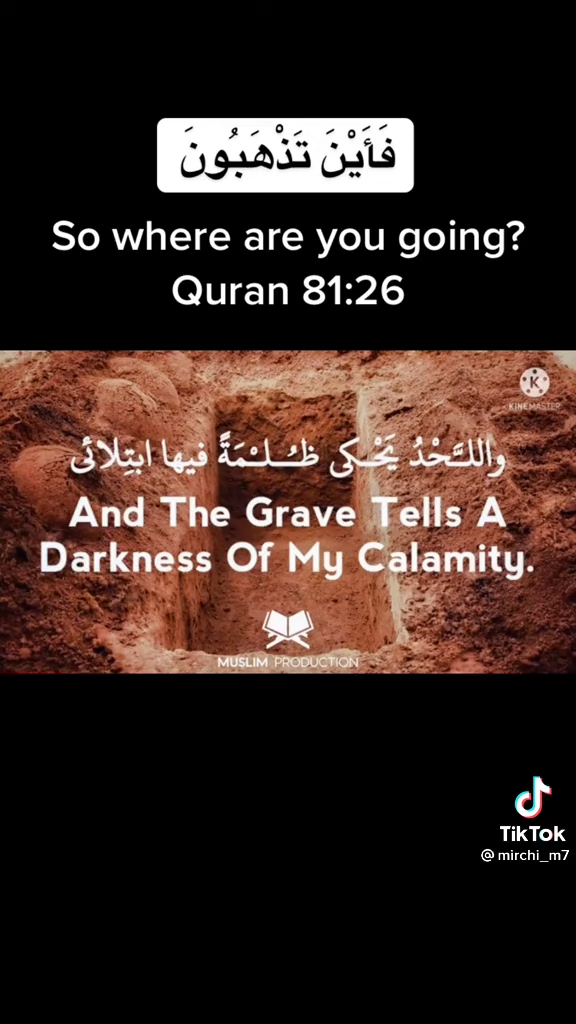 فَأَيْنَ تَذْهَبُونَ
So where are you going?
Quran 81:26
K
KINEMASTER
واللَّحْدُ يَحْكى ظُلْمَةً فيها ابتِلائى
And The Grave Tells A
Darkness Of My Calamity.
MUSLIM PRODUCTION
TikTok
@mirchi_m7